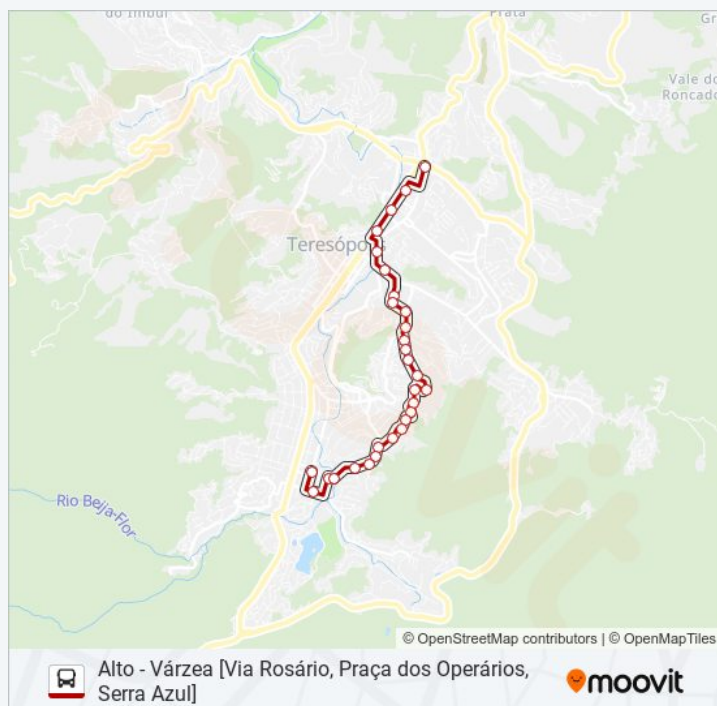 do Imbuí
Prata
Vale do
Roncado
Teresópolis
Rio Beija-Flor
© OpenStreetMap contributors | © OpenMapTiles
Alto - Várzea [Via Rosário, Praça dos Operários,
Serra Azul]
moovit